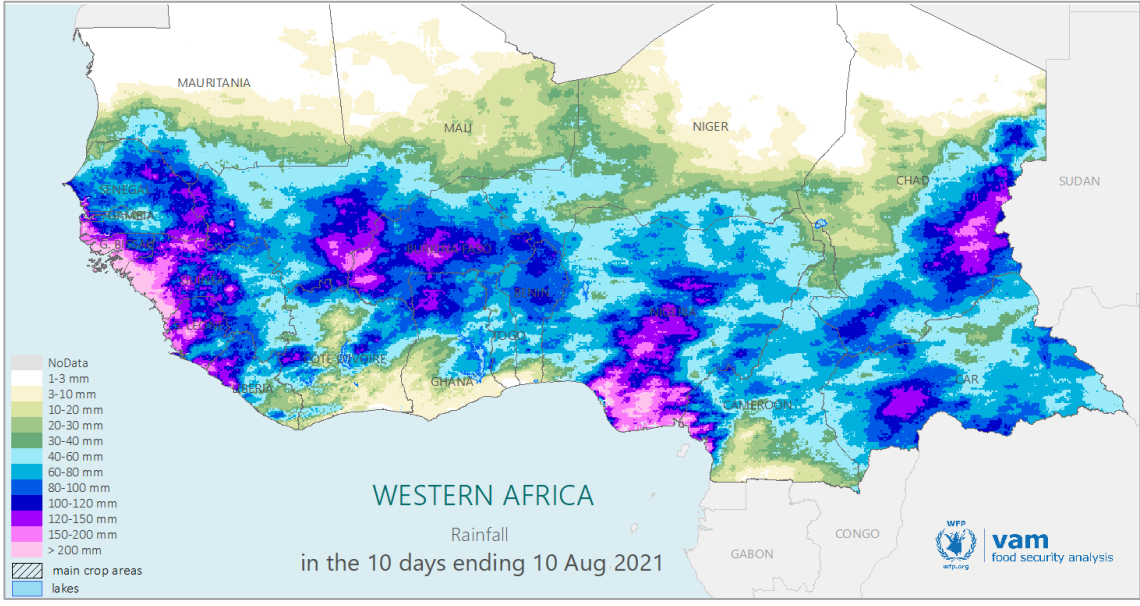 MAURITANIA
MALI
NIGER
CHAD
SUDAN
SENEGAL
GAMBIA
G. BISSAU
BURKINA FASO
GUINEA
BENIN
NIGERIA
TOGO
COTE D'IVOIRE
GHANA
LIBERIA
CAMEROON
CAR
GABON
CONGO
NoData
1-3 mm
3-10 mm
10-20 mm
20-30 mm
30-40 mm
40-60 mm
60-80 mm
80-100 mm
100-120 mm
120-150 mm
150-200 mm
> 200 mm
main crop areas
lakes
WESTERN AFRICA
Rainfall
in the 10 days ending 10 Aug 2021
WFP
wfp.org
vam
food security analysis